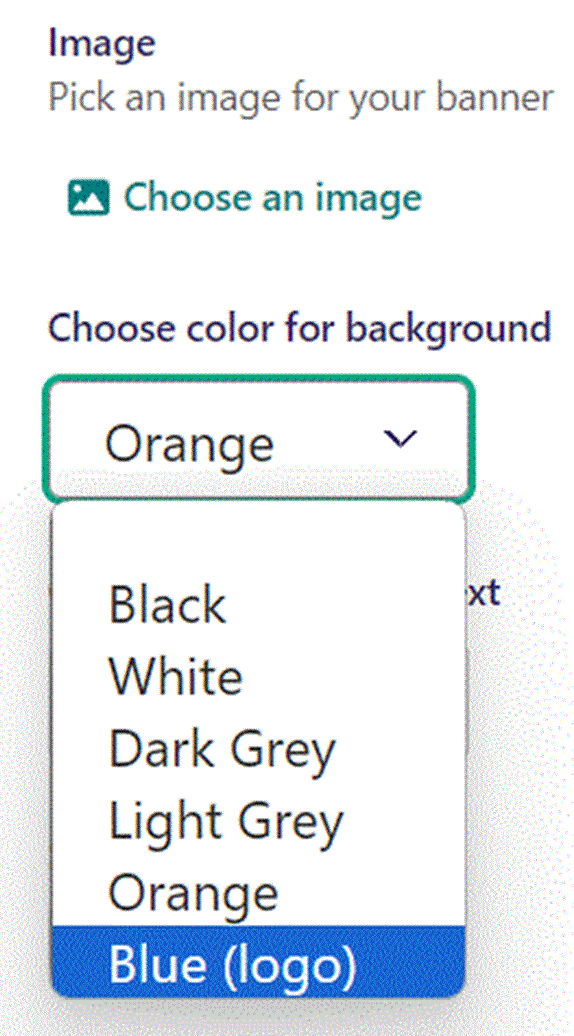 Image
Pick an image for your banner
Choose an image
Choose color for background
Orange
Black
White
Dark Grey
Light Grey
Orange
Blue (logo)